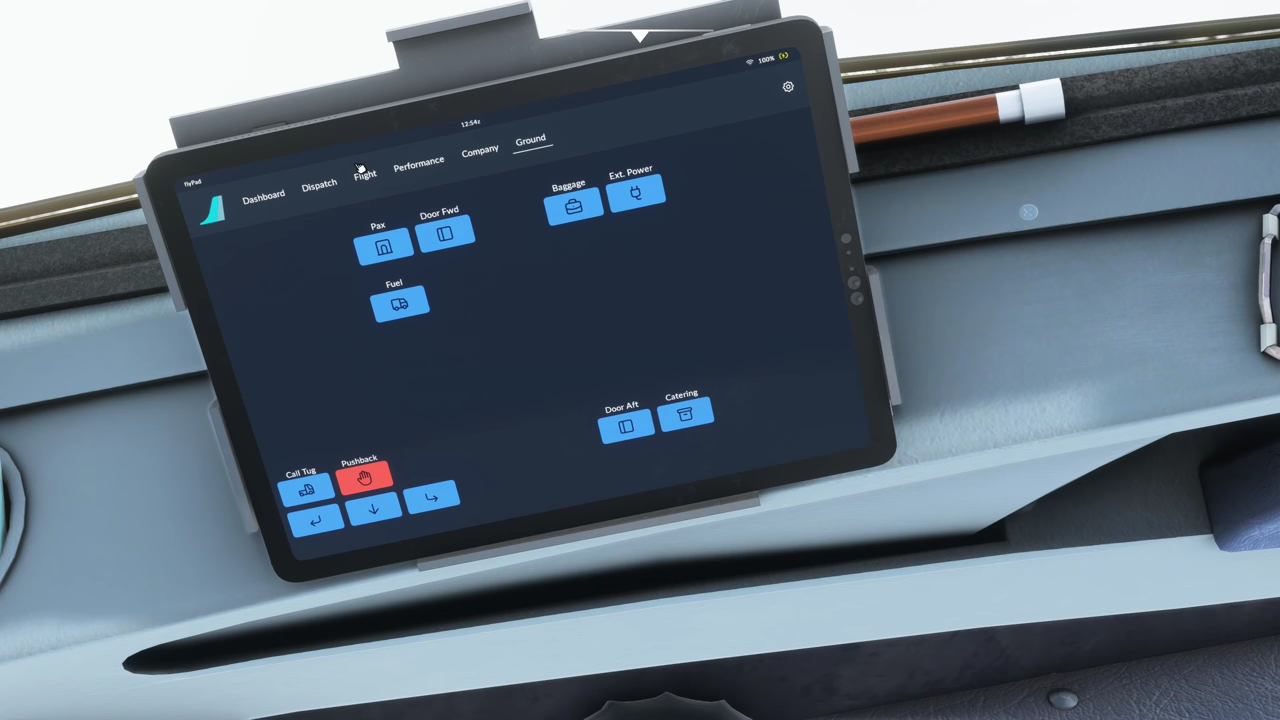 flyPad
12:54z
100%
Dashboard Dispatch Flight Performance Company Ground
Pax Door Fwd
Baggage Ext. Power
Fuel
Door Aft Catering
Call Tug Pushback